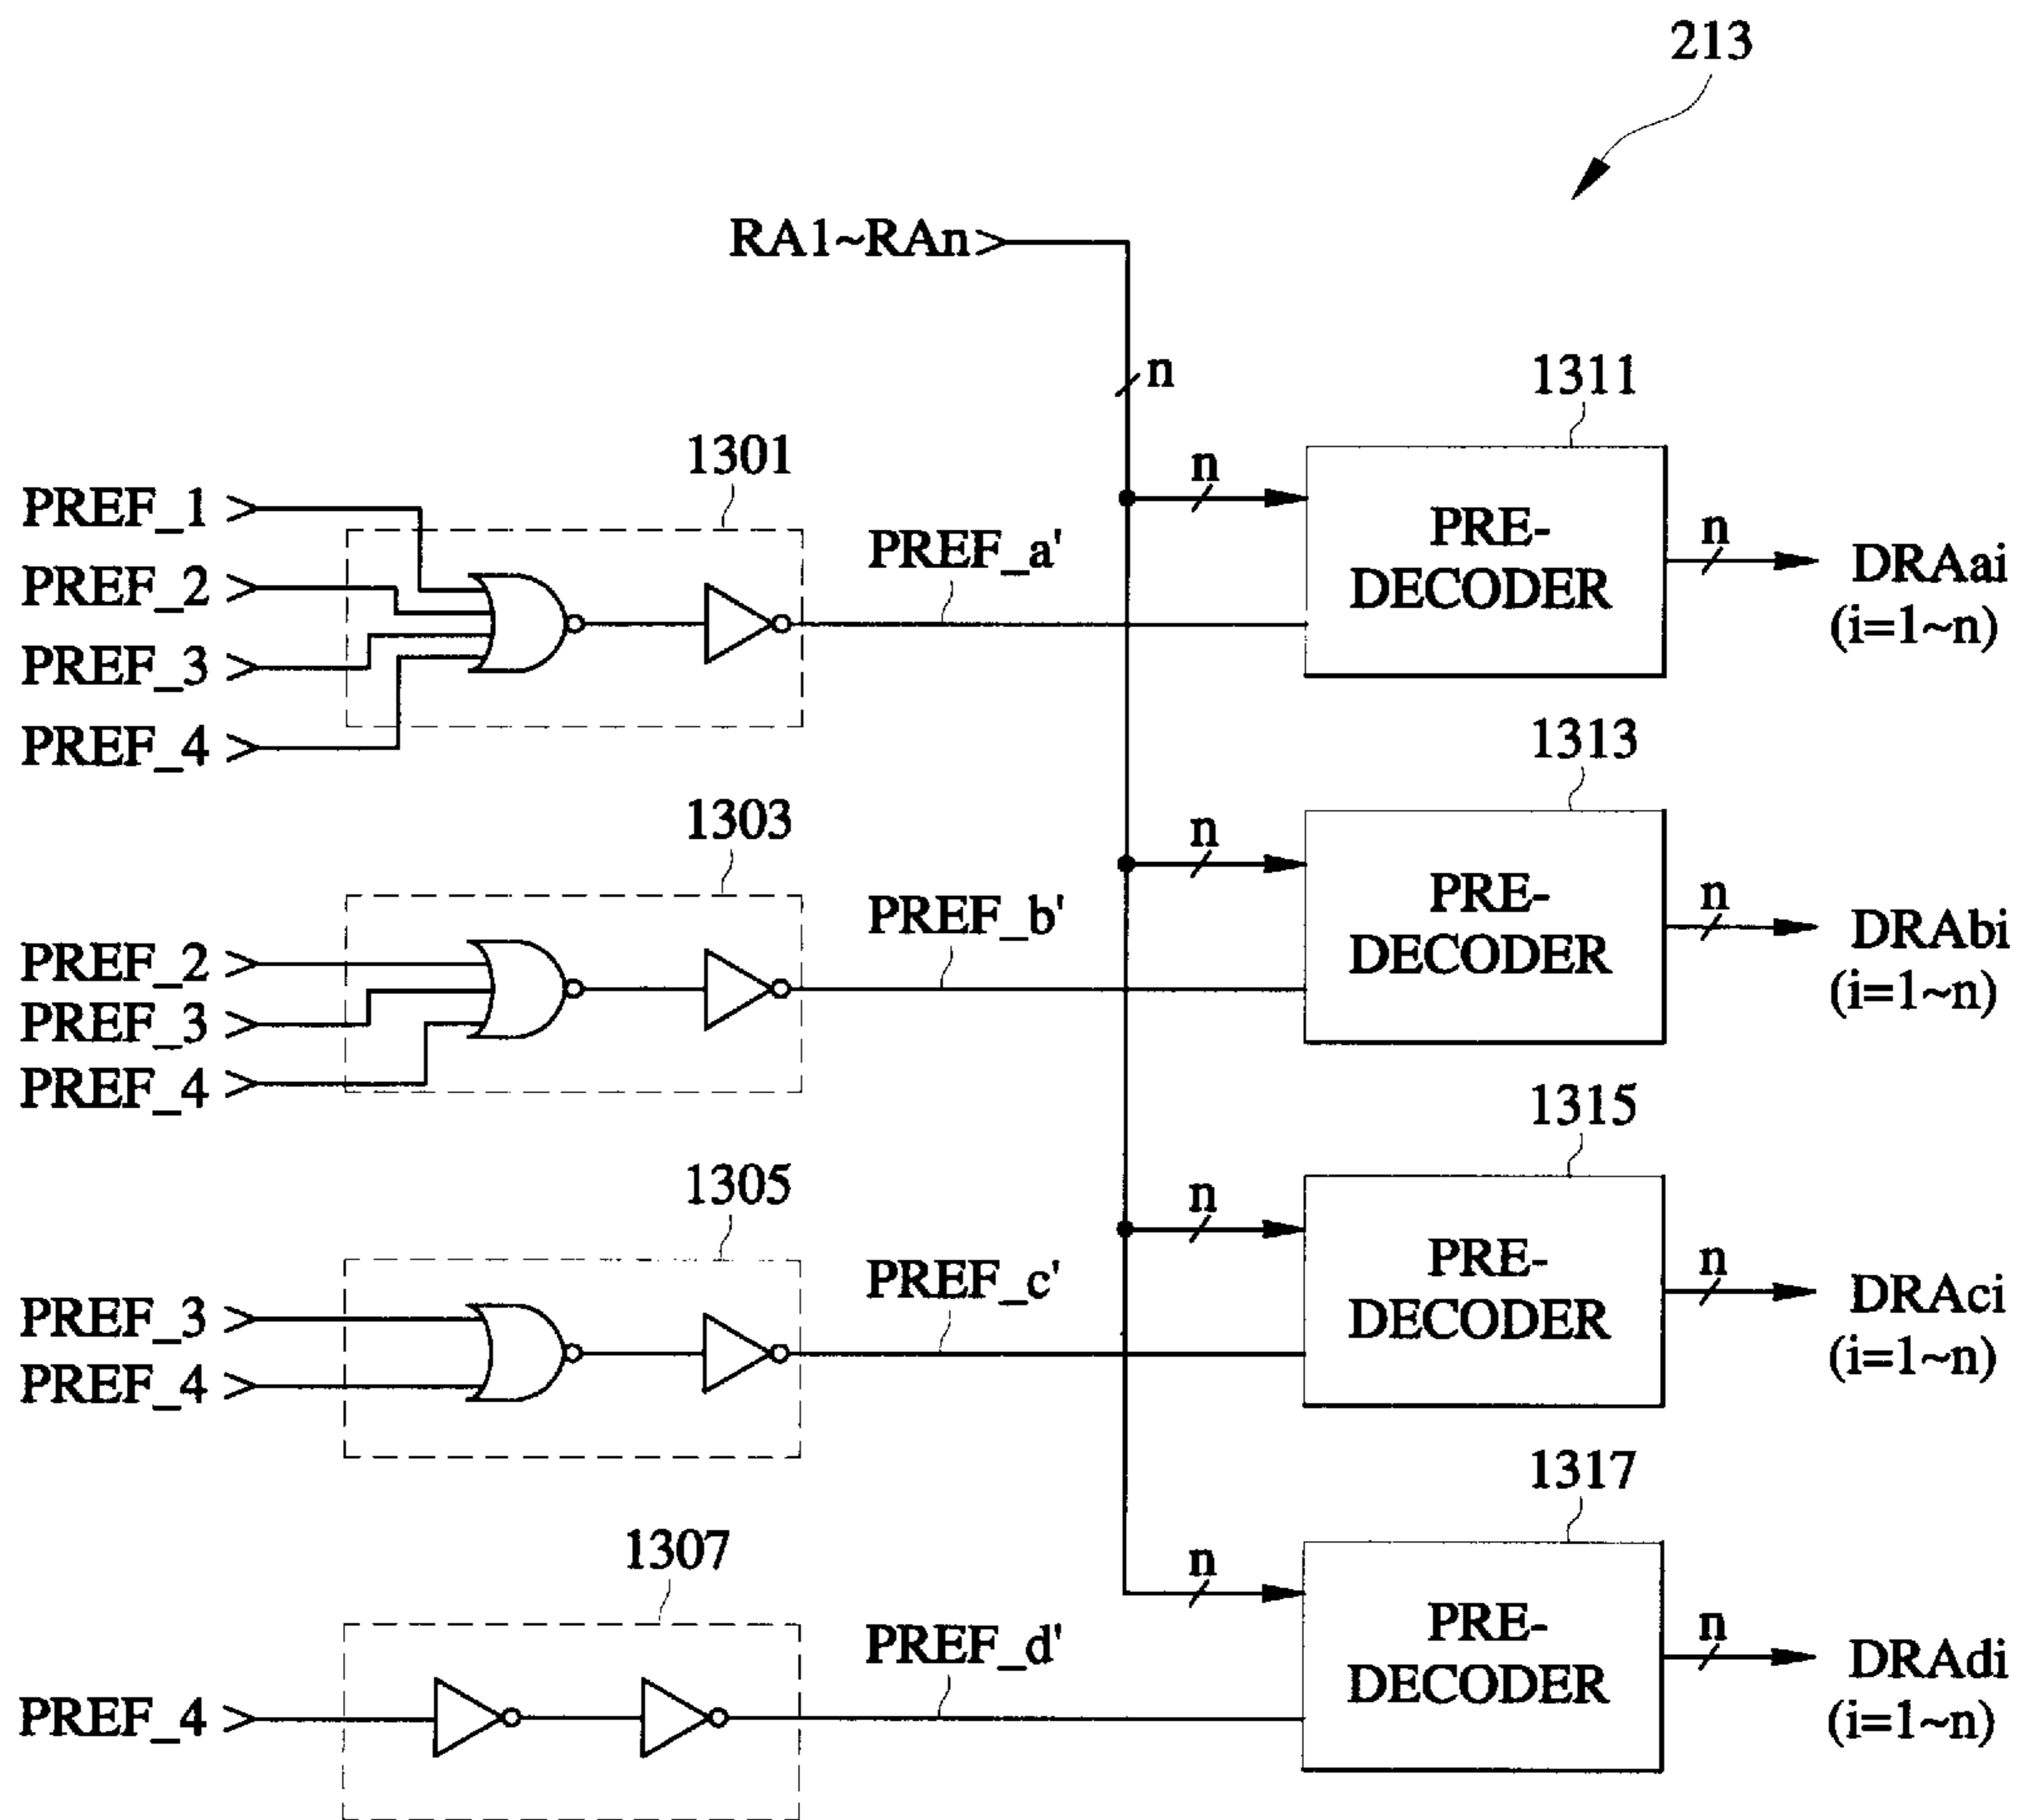 213
RA1~RAn
n
1311
n
PRE-
DECODER
n
DRAai
(i=1~n)
1301
PREF_1
PREF_2
PREF_3
PREF_4
PREF_a'
1313
n
PRE-
DECODER
n
DRAbi
(i=1~n)
1303
PREF_2
PREF_3
PREF_4
PREF_b'
1315
n
PRE-
DECODER
n
DRAci
(i=1~n)
1305
PREF_3
PREF_4
PREF_c'
1317
n
PRE-
DECODER
n
DRAdi
(i=1~n)
1307
PREF_4
PREF_d'